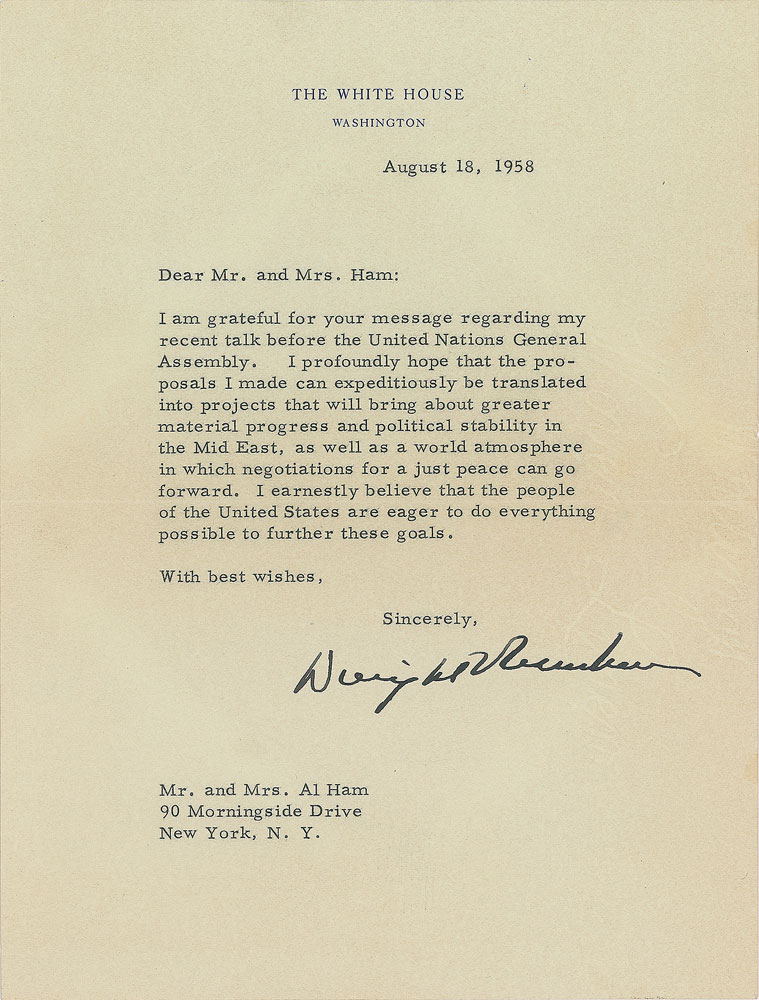 THE WHITE HOUSE
WASHINGTON
August 18, 1958
Dear Mr. and Mrs. Ham:
I am grateful for your message regarding my
recent talk before the United Nations General
Assembly. I profoundly hope that the pro-
posals I made can expeditiously be translated
into projects that will bring about greater
material progress and political stability in
the Mid East, as well as a world atmosphere
in which negotiations for a just peace can go
forward. I earnestly believe that the people
of the United States are eager to do everything
possible to further these goals.
With best wishes,
Sincerely,
Dwight D Eisenhower
Mr. and Mrs. Al Ham
90 Morningside Drive
New York, N. Y.